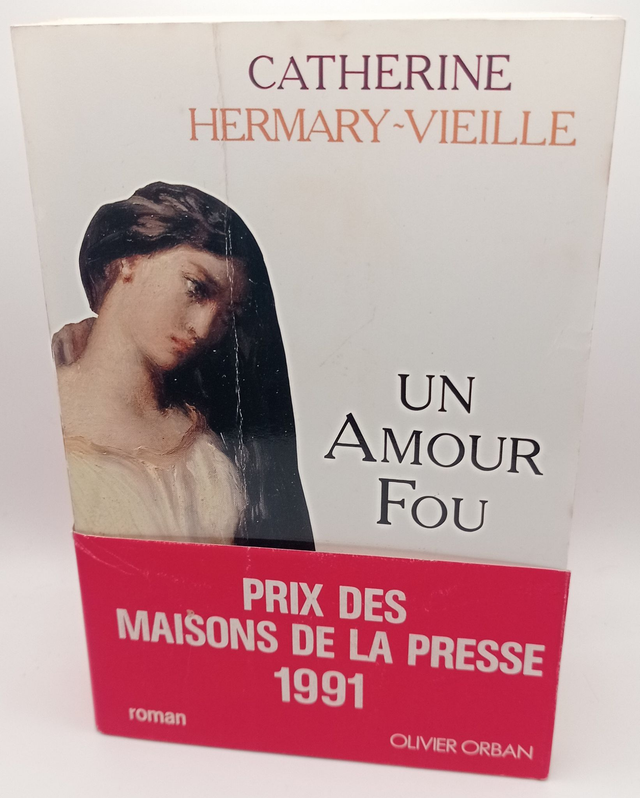 CATHERINE
HERMARY~VIEILLE
UN
AMOUR
FOU
PRIX DES
MAISONS DE LA PRESSE
1991
roman
OLIVIER ORBAN